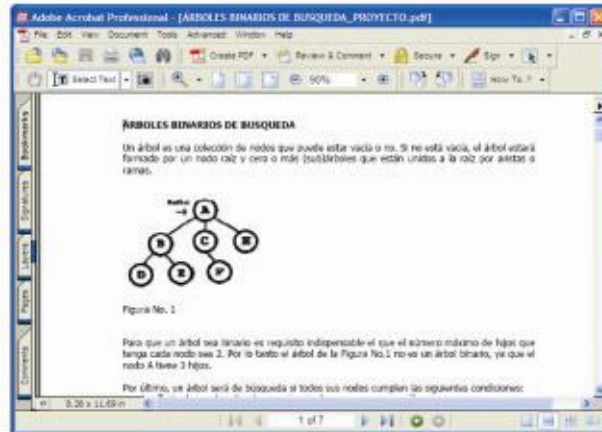 Adobe Acrobat Professional - [ÁRBOLES BINARIOS DE BUSQUEDA_PROYECTO.pdf]
File Edit View Document Tools Advanced Window Help
Create PDF Review & Comment Secure Sign
Select Text 90% How To..?
Bookmarks
Signatures
Layers
Pages
Comments
ÁRBOLES BINARIOS DE BUSQUEDA
Un árbol es una colección de nodos que puede estar vacía o no. Si no está vacía, el árbol estará
formado por un nodo raíz y cero o más (sub)árboles que están unidos a la raíz por aristas o
ramas.
A
B C
D E F
Figura No. 1
Para que un árbol sea binario es requisito indispensable el que el número máximo de hijos que
tenga cada nodo sea 2. Por lo tanto el árbol de la Figura No.1 no es un árbol binario, ya que el
nodo A tiene 3 hijos.
Por último, un árbol será de búsqueda si todos sus nodos cumplen las siguientes condiciones:
8.26 x 11.69 in
1 of 7